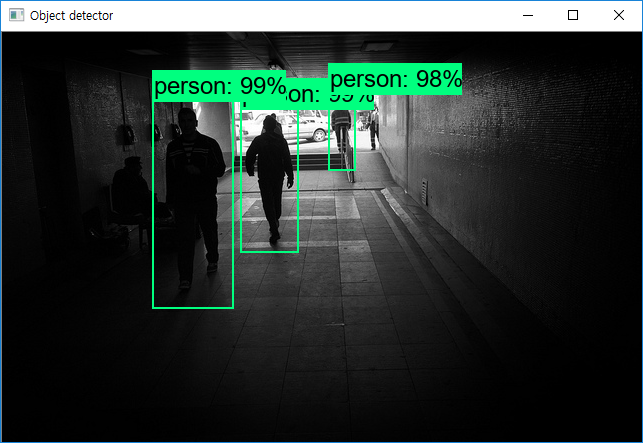 Object detector
person: 99%
on: 99%
person: 98%